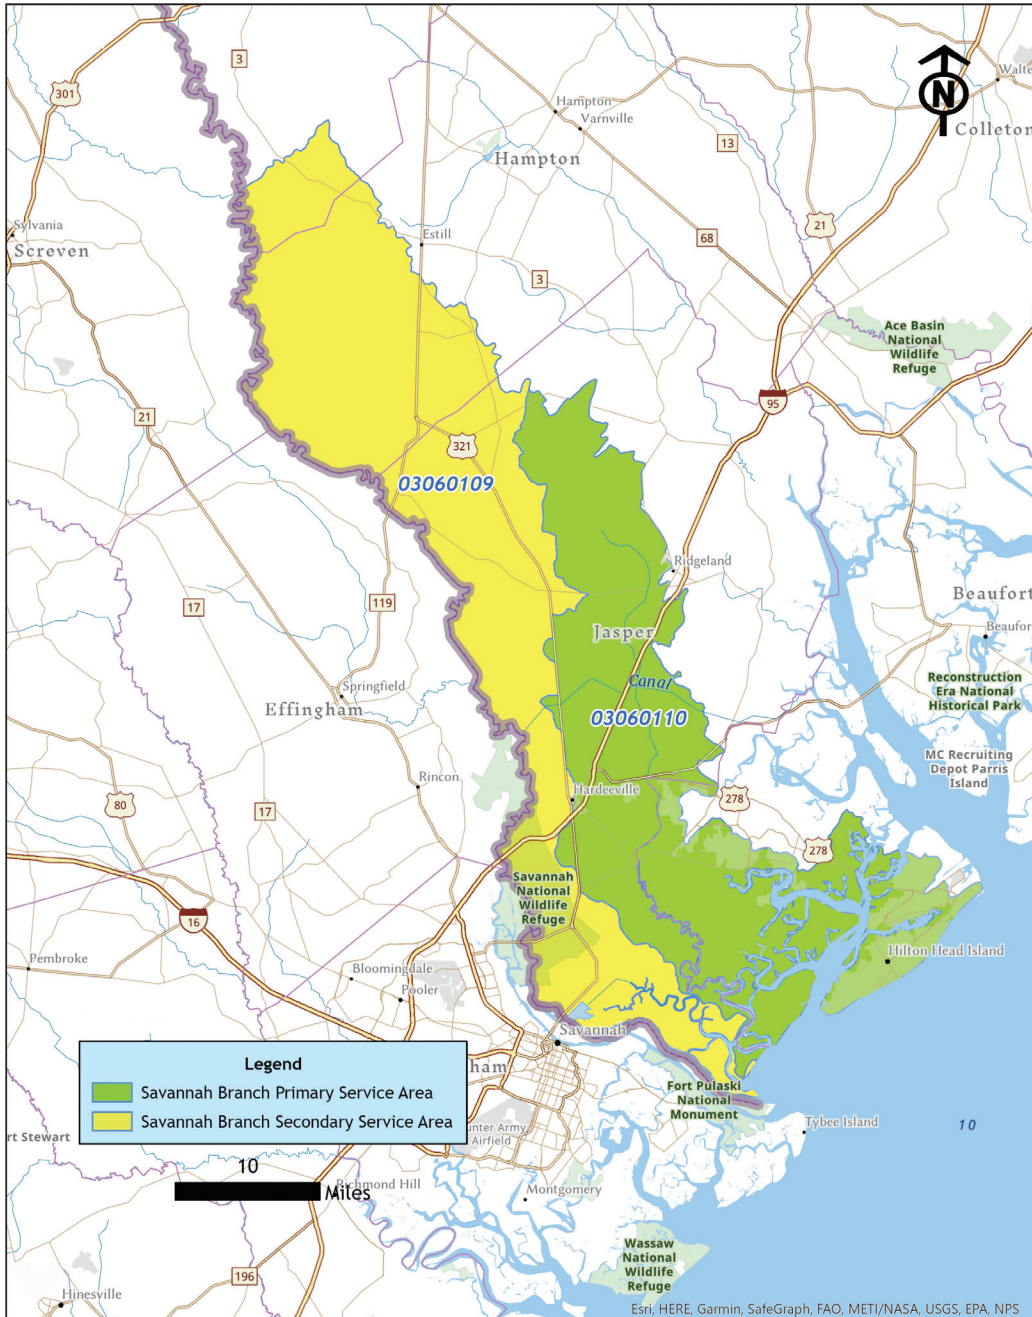 3
301
Hampton
Varnville
N
Walte
Colleton
Hampton
13
Sylvania
Screven
Estill
68
21
3
Ace Basin
National
Wildlife
Refuge
95
21
321
03060109
Ridgeland
119
17
Jasper
Beaufort
Beaufor
Canal
Springfield
Effingham
03060110
Reconstruction
Era National
Historical Park
MC Recruiting
Depot Parris
Island
Rincon
80
17
Hardeeville
278
278
Savannah
National
Wildlife
Refuge
16
Pembroke
Bloomingdale
Pooler
Hilton Head Island
Savannah
Legend
Savannah Branch Primary Service Area
Savannah Branch Secondary Service Area
ham
Fort Pulaski
National
Monument
Tybee Island
rt Stewart
unter Army
Airfield
10
10
Miles
Richmond Hill
Montgomery
Wassaw
National
Wildlife
Refuge
196
Hinesville
Esri, HERE, Garmin, SafeGraph, FAO, METI/NASA, USGS, EPA, NPS